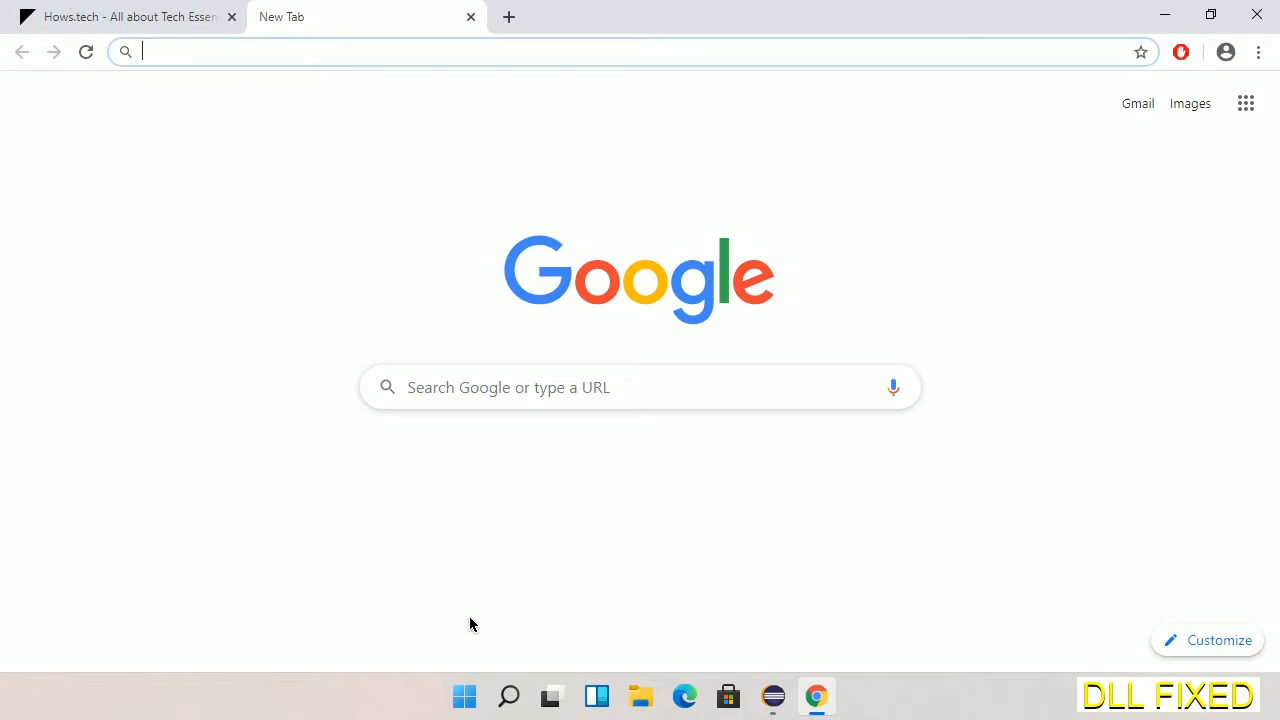 Hows.tech - All about Tech Essen
New Tab
Gmail Images
Google
Search Google or type a URL
Customize
DLL FIXED